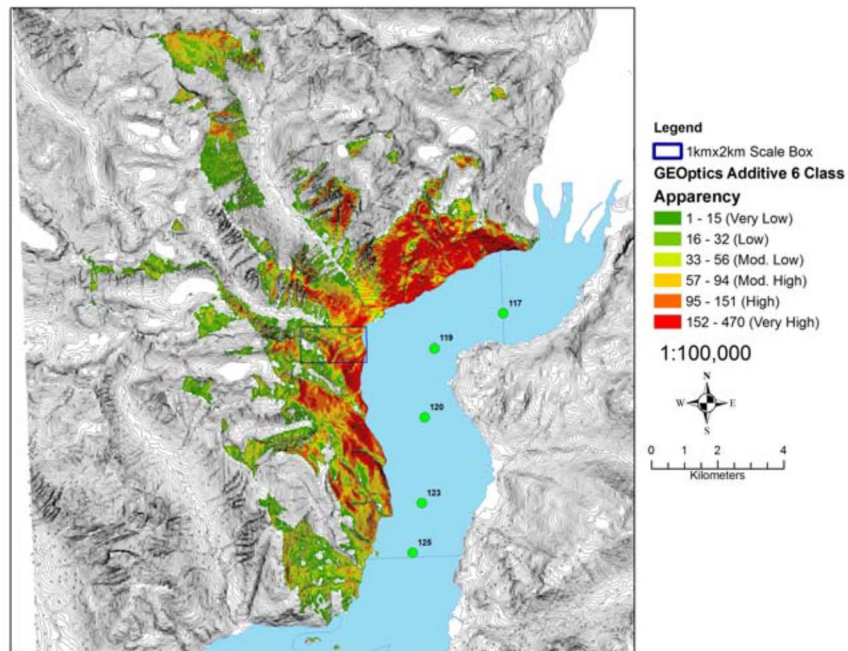 117
119
120
123
125
Legend
1kmx2km Scale Box
GEOptics Additive 6 Class
Apparency
1 - 15 (Very Low)
16 - 32 (Low)
33 - 56 (Mod. Low)
57 - 94 (Mod. High)
95 - 151 (High)
152 - 470 (Very High)
1:100,000
N
W E
S
0 2 4
Kilometers